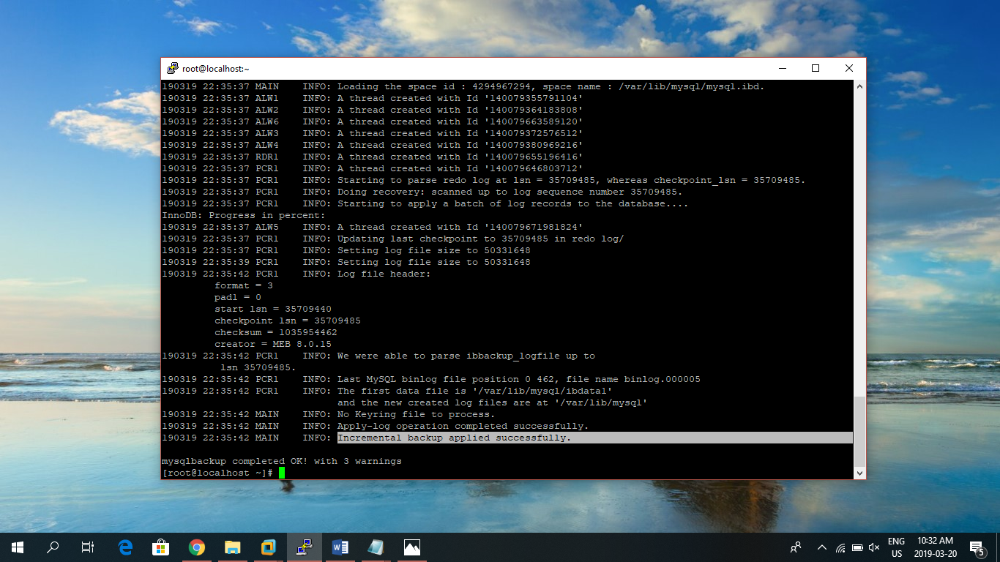 root@localhost:~
190319 22:35:37 MAIN    INFO: Loading the space id : 4294967294, space name : /var/lib/mysql/mysql.ibd.
190319 22:35:37 ALW1    INFO: A thread created with Id '140079355791104'
190319 22:35:37 ALW2    INFO: A thread created with Id '140079364183808'
190319 22:35:37 ALW6    INFO: A thread created with Id '140079663589120'
190319 22:35:37 ALW3    INFO: A thread created with Id '140079372576512'
190319 22:35:37 ALW4    INFO: A thread created with Id '140079380969216'
190319 22:35:37 RDR1    INFO: A thread created with Id '140079655196416'
190319 22:35:37 PCR1    INFO: A thread created with Id '140079646803712'
190319 22:35:37 PCR1    INFO: Starting to parse redo log at lsn = 35709485, whereas checkpoint_lsn = 35709485.
190319 22:35:37 PCR1    INFO: Doing recovery: scanned up to log sequence number 35709485.
190319 22:35:37 PCR1    INFO: Starting to apply a batch of log records to the database....
InnoDB: Progress in percent:
190319 22:35:37 ALW5    INFO: A thread created with Id '140079671981824'
190319 22:35:37 PCR1    INFO: Updating last checkpoint to 35709485 in redo log/
190319 22:35:37 PCR1    INFO: Setting log file size to 50331648
190319 22:35:39 PCR1    INFO: Setting log file size to 50331648
190319 22:35:42 PCR1    INFO: Log file header:
         format = 3
         pad1 = 0
         start lsn = 35709440
         checkpoint lsn = 35709485
         checksum = 1035954462
         creator = MEB 8.0.15
190319 22:35:42 PCR1    INFO: We were able to parse ibbackup_logfile up to
          lsn 35709485.
190319 22:35:42 PCR1    INFO: Last MySQL binlog file position 0 462, file name binlog.000005
190319 22:35:42 PCR1    INFO: The first data file is '/var/lib/mysql/ibdata1'
                              and the new created log files are at '/var/lib/mysql'
190319 22:35:42 MAIN    INFO: No Keyring file to process.
190319 22:35:42 MAIN    INFO: Apply-log operation completed successfully.
190319 22:35:42 MAIN    INFO: Incremental backup applied successfully.
mysqlbackup completed OK! with 3 warnings
[root@localhost ~]#
ENG
US
10:32 AM
2019-03-20
5